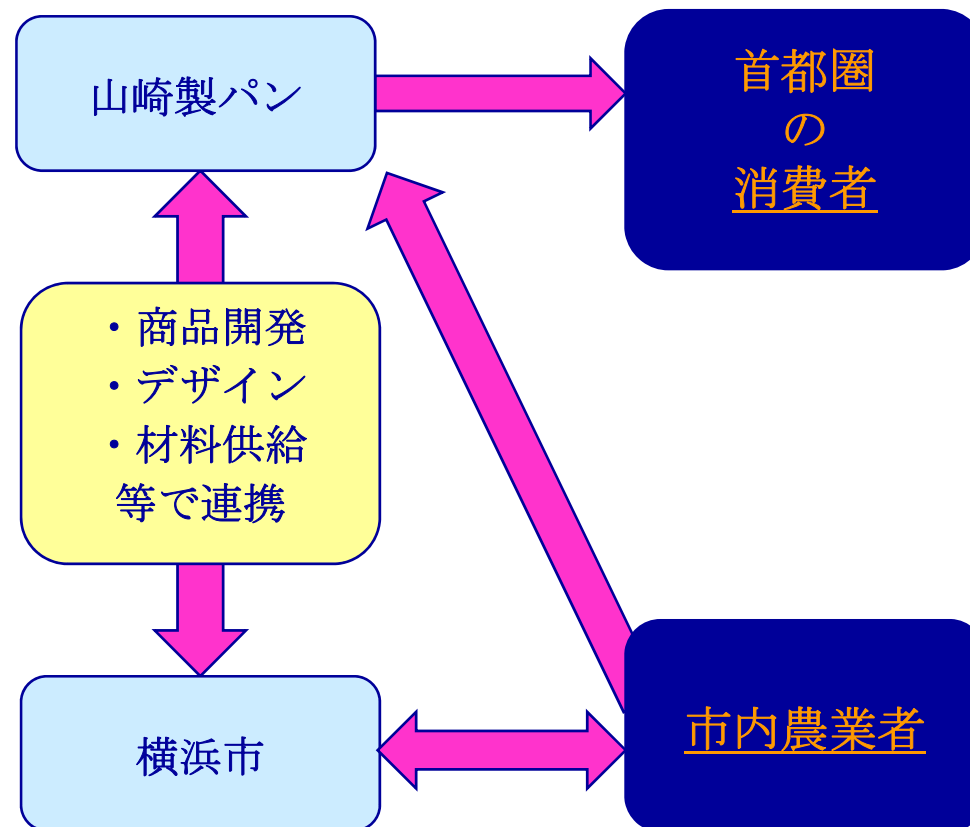 山崎製パン
首都圏
の
消費者
・商品開発
・デザイン
・材料供給
等で連携
横浜市
市内農業者